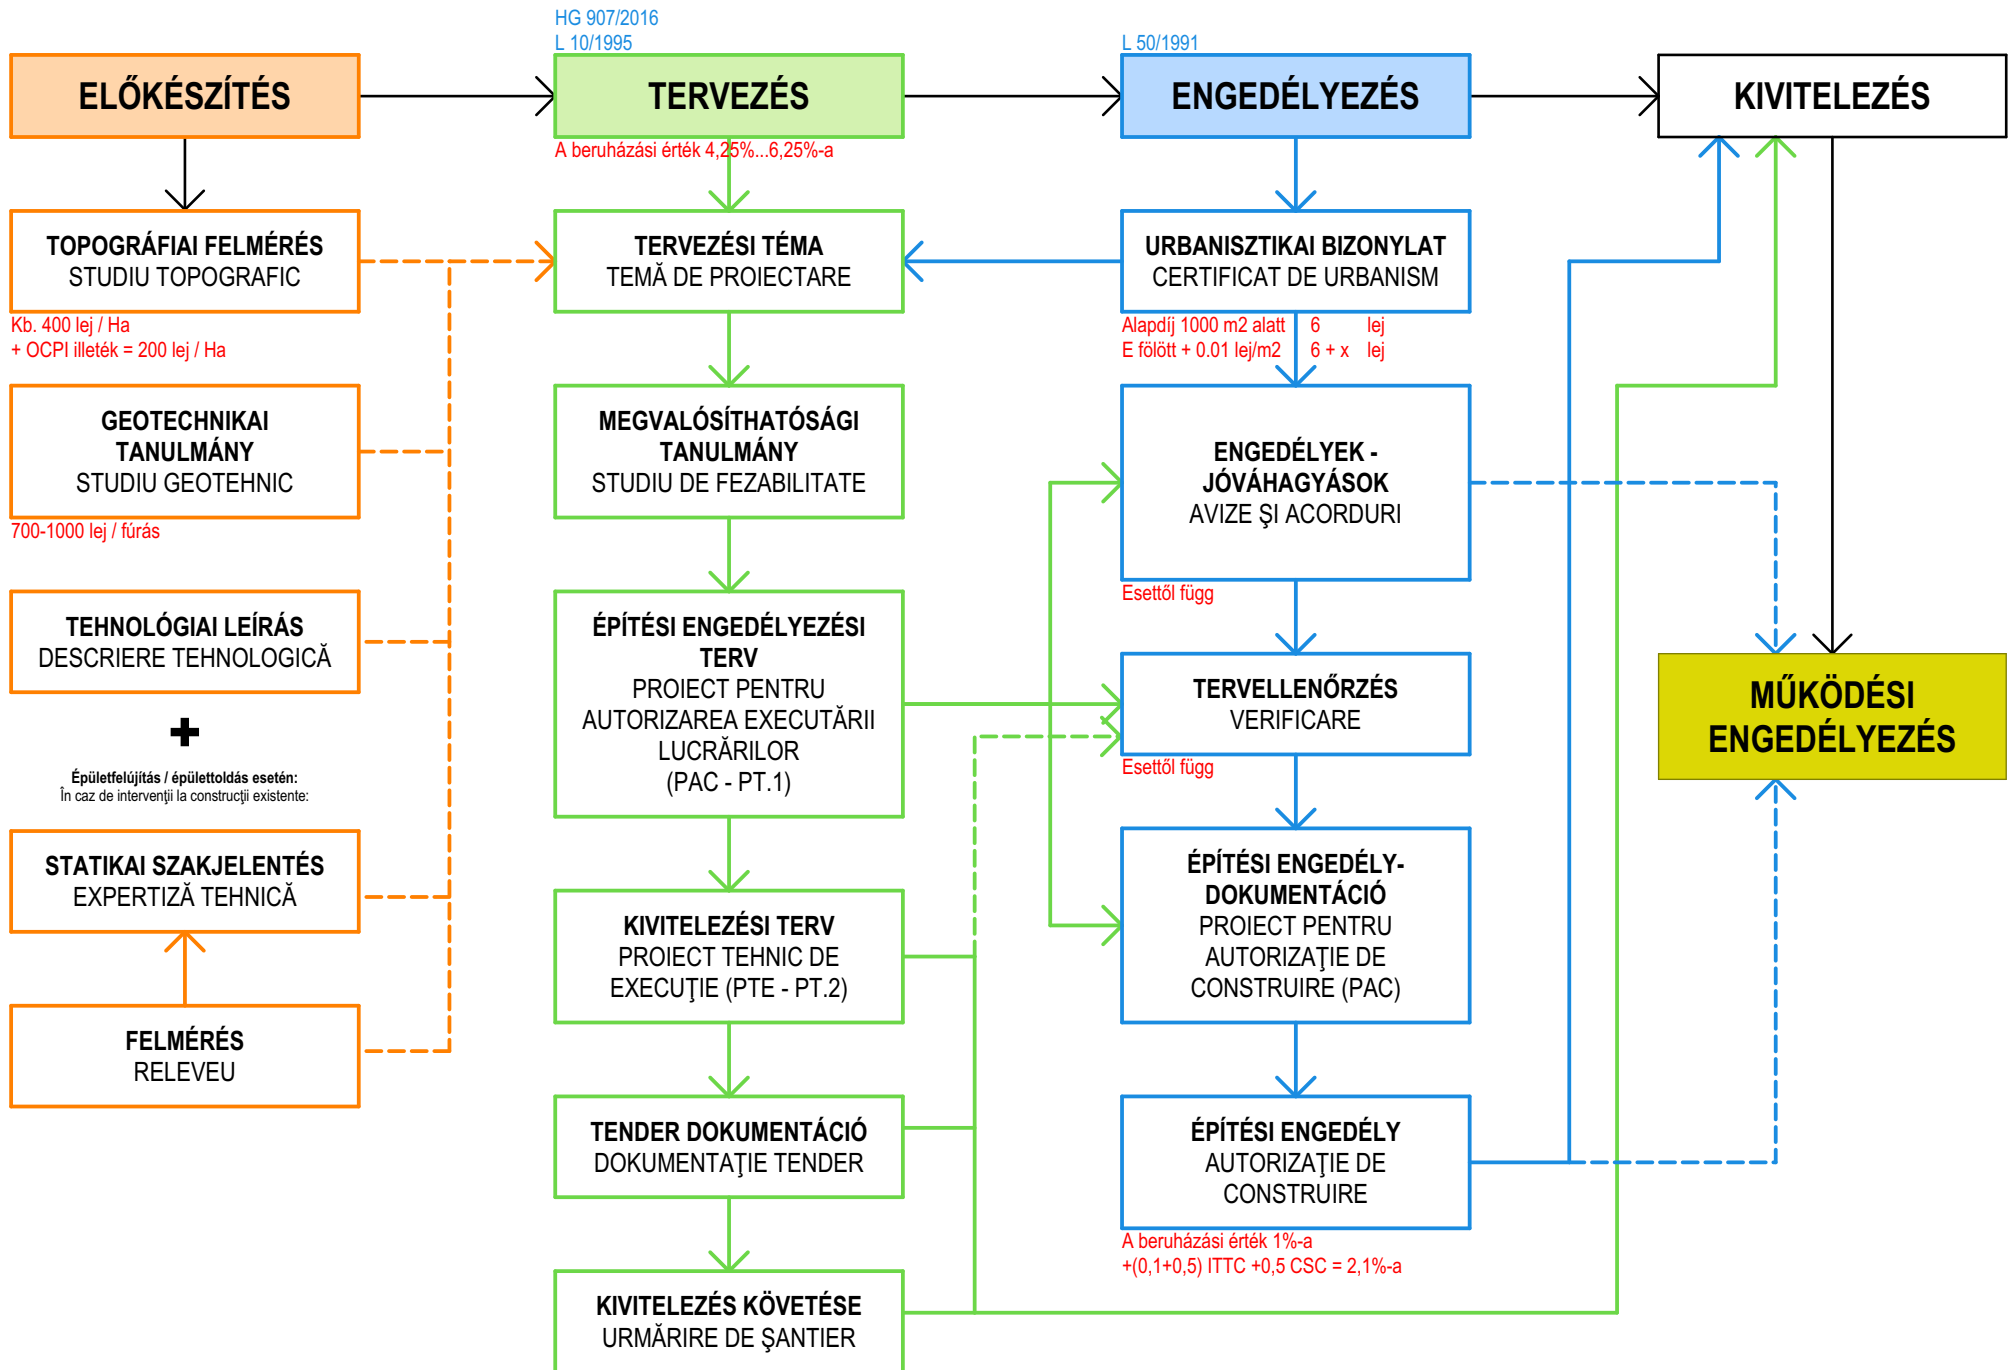 HG 907/2016
L 10/1995
L 50/1991
ELŐKÉSZÍTÉS
TERVEZÉS
ENGEDÉLYEZÉS
KIVITELEZÉS
A beruházási érték 4,25%...6,25%-a
TOPOGRÁFIAI FELMÉRÉS
STUDIU TOPOGRAFIC
Kb. 400 lej / Ha
+ OCPI illeték = 200 lej / Ha
GEOTECHNIKAI
TANULMÁNY
STUDIU GEOTEHNIC
700-1000 lej / fúrás
TEHNOLÓGIAI LEÍRÁS
DESCRIERE TEHNOLOGICĂ
+
Épületfelújítás / épülettoldás esetén:
În caz de intervenţii la construcţii existente:
STATIKAI SZAKJELENTÉS
EXPERTIZĂ TEHNICĂ
FELMÉRÉS
RELEVEU
TERVEZÉSI TÉMA
TEMĂ DE PROIECTARE
MEGVALÓSÍTHATÓSÁGI
TANULMÁNY
STUDIU DE FEZABILITATE
ÉPÍTÉSI ENGEDÉLYEZÉSI
TERV
PROIECT PENTRU
AUTORIZAREA EXECUTĂRII
LUCRĂRILOR
(PAC - PT.1)
KIVITELEZÉSI TERV
PROIECT TEHNIC DE
EXECUŢIE (PTE - PT.2)
TENDER DOKUMENTÁCIÓ
DOKUMENTAŢIE TENDER
KIVITELEZÉS KÖVETÉSE
URMĂRIRE DE ŞANTIER
URBANISZTIKAI BIZONYLAT
CERTIFICAT DE URBANISM
Alapdíj 1000 m2 alatt 6 lej
E fölött + 0.01 lej/m2 6 + x lej
ENGEDÉLYEK -
JÓVÁHAGYÁSOK
AVIZE ŞI ACORDURI
Esettől függ
TERVELLENŐRZÉS
VERIFICARE
Esettől függ
ÉPÍTÉSI ENGEDÉLY-
DOKUMENTÁCIÓ
PROIECT PENTRU
AUTORIZAŢIE DE
CONSTRUIRE (PAC)
ÉPÍTÉSI ENGEDÉLY
AUTORIZAŢIE DE
CONSTRUIRE
A beruházási érték 1%-a
+(0,1+0,5) ITTC +0,5 CSC = 2,1%-a
MŰKÖDÉSI
ENGEDÉLYEZÉS